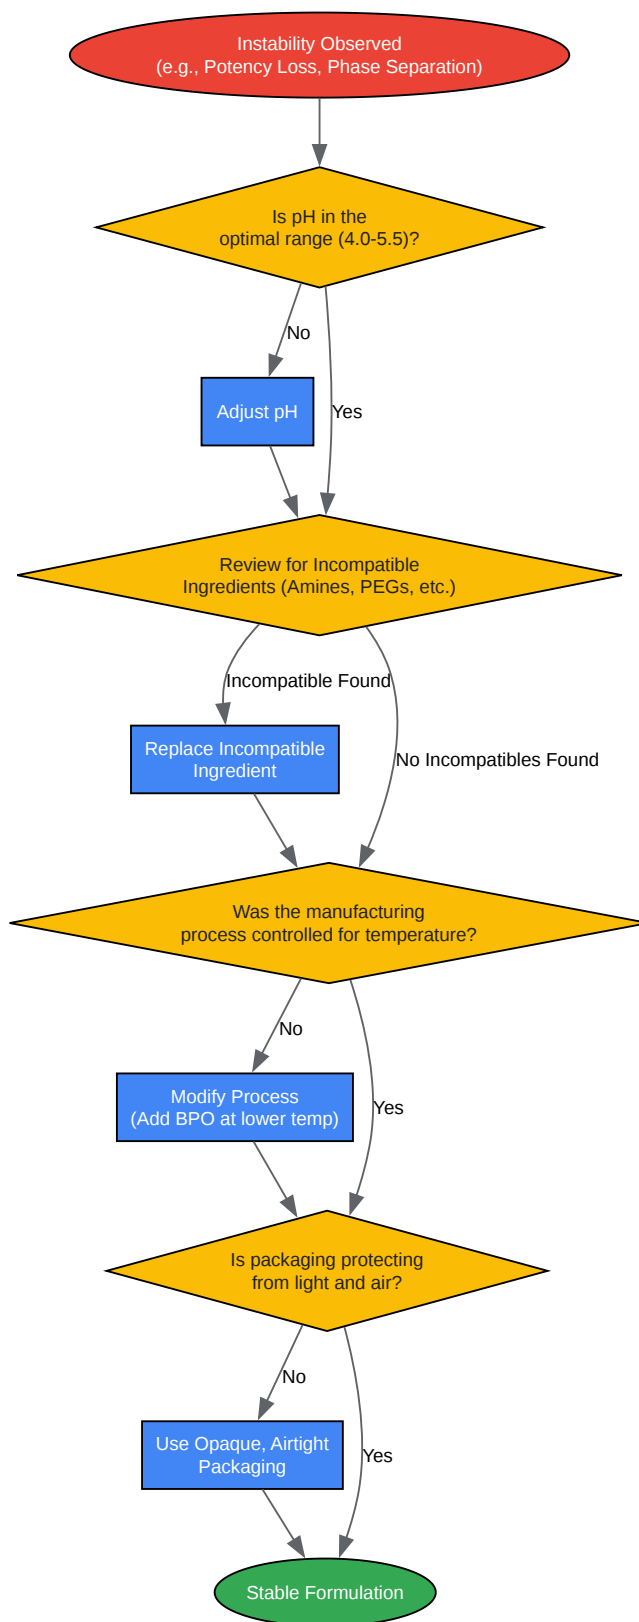 Instability Observed
(e.g., Potency Loss, Phase Separation)
Is pH in the
optimal range (4.0-5.5)?
No
Adjust pH
Yes
Review for Incompatible
Ingredients (Amines, PEGs, etc.)
Incompatible Found
Replace Incompatible
Ingredient
No Incompatibles Found
Was the manufacturing
process controlled for temperature?
No
Modify Process
(Add BPO at lower temp)
Yes
Is packaging protecting
from light and air?
No
Use Opaque, Airtight
Packaging
Yes
Stable Formulation